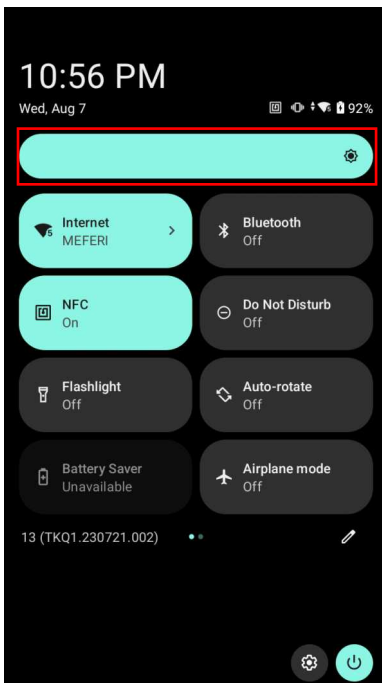 10:56 PM
Wed, Aug 7
92%
Internet
MEFERI
Bluetooth
Off
NFC
On
Do Not Disturb
Off
Flashlight
Off
Auto-rotate
Off
Battery Saver
Unavailable
Airplane mode
Off
13 (TKQ1.230721.002)